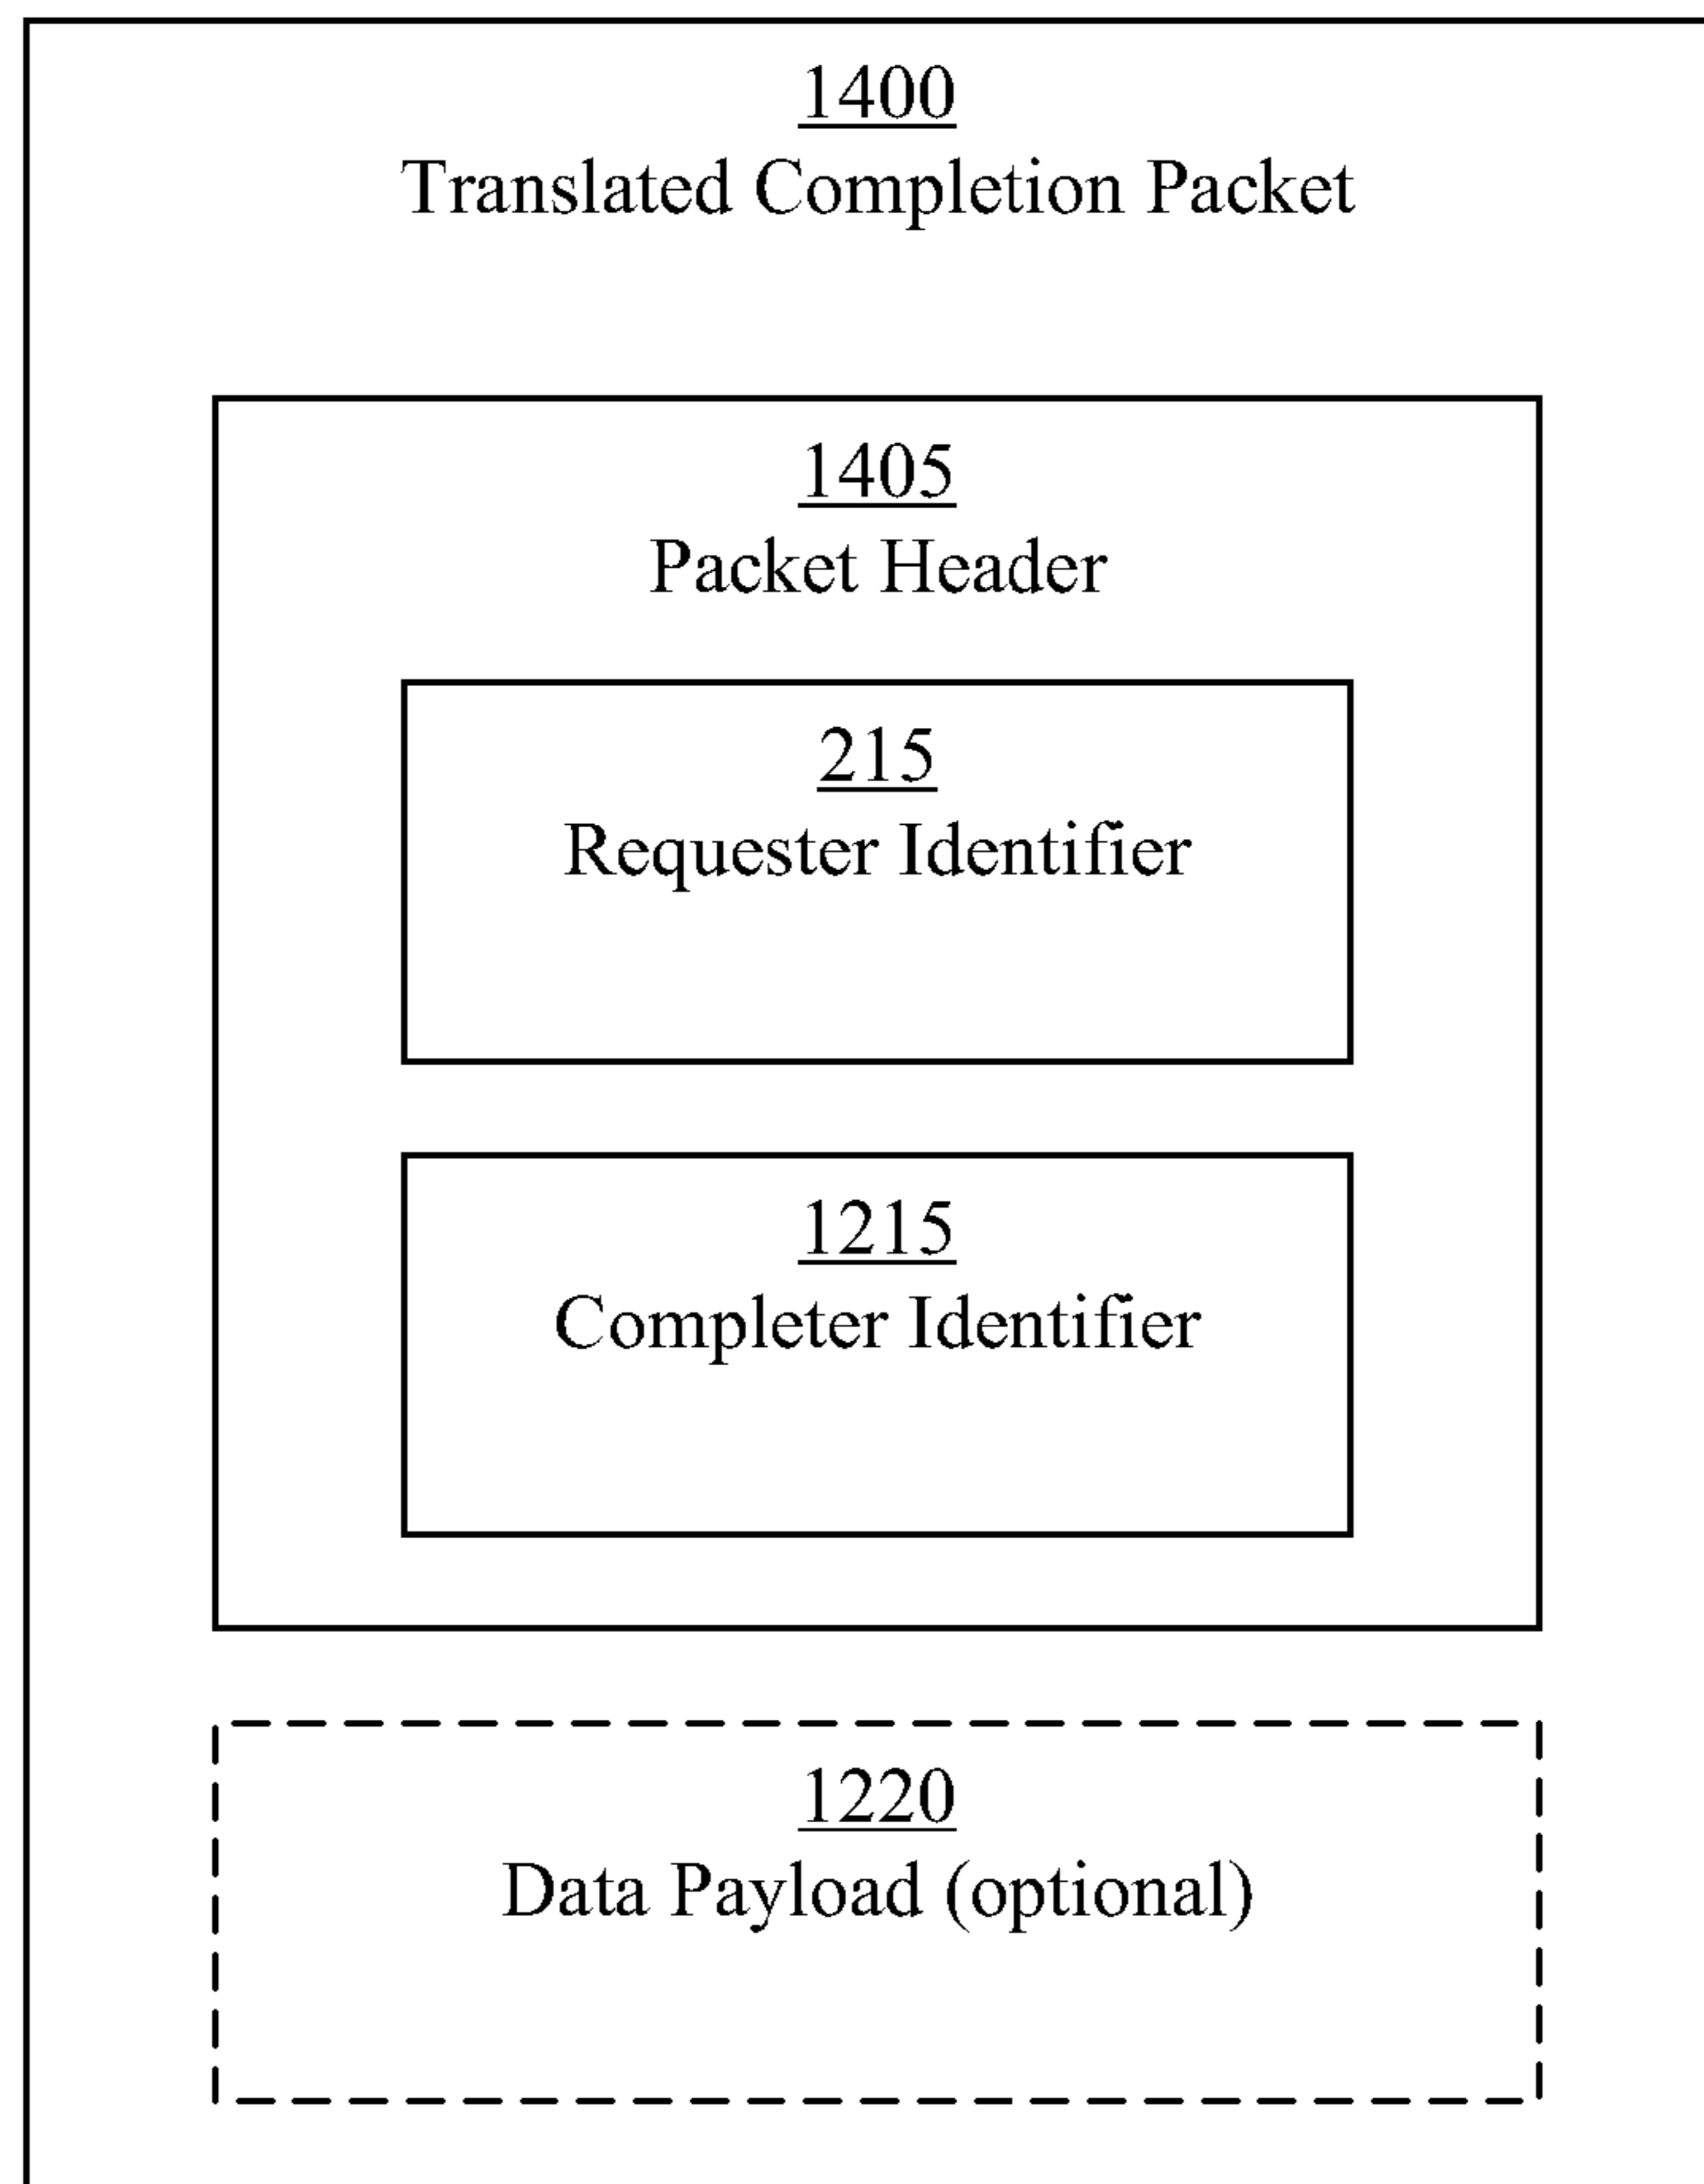 1400
Translated Completion Packet
1405
Packet Header
215
Requester Identifier
1215
Completer Identifier
1220
Data Payload (optional)